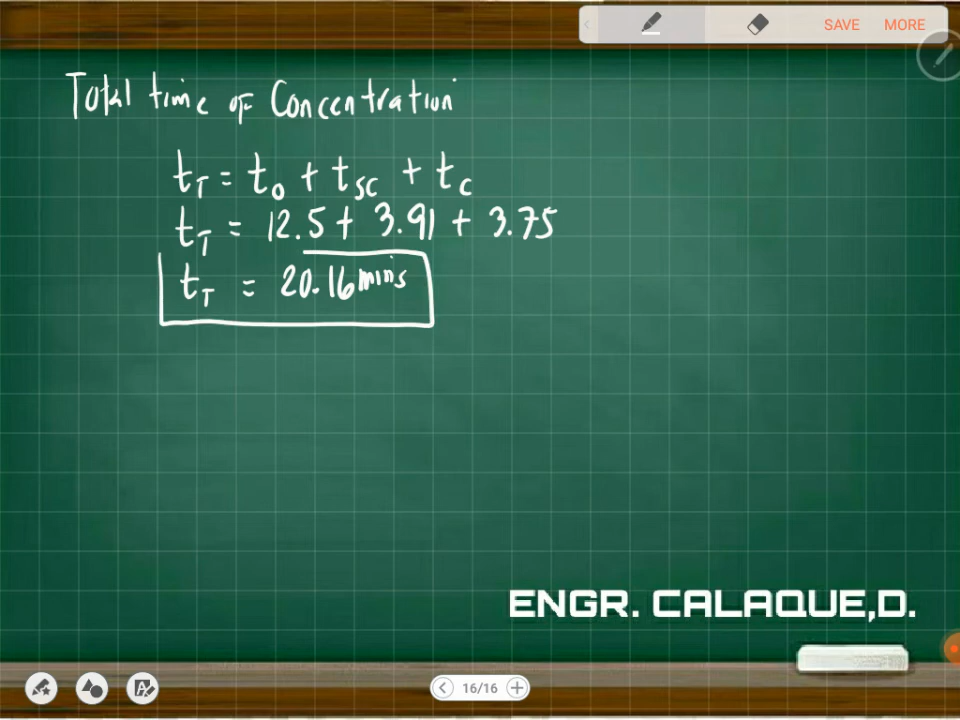 SAVE MORE
Total time of Concentration
tT = to + tsc + tc
tT = 12.5 + 3.91 + 3.75
tT = 20.16 mins
ENGR. CALAQUE,D.
16/16